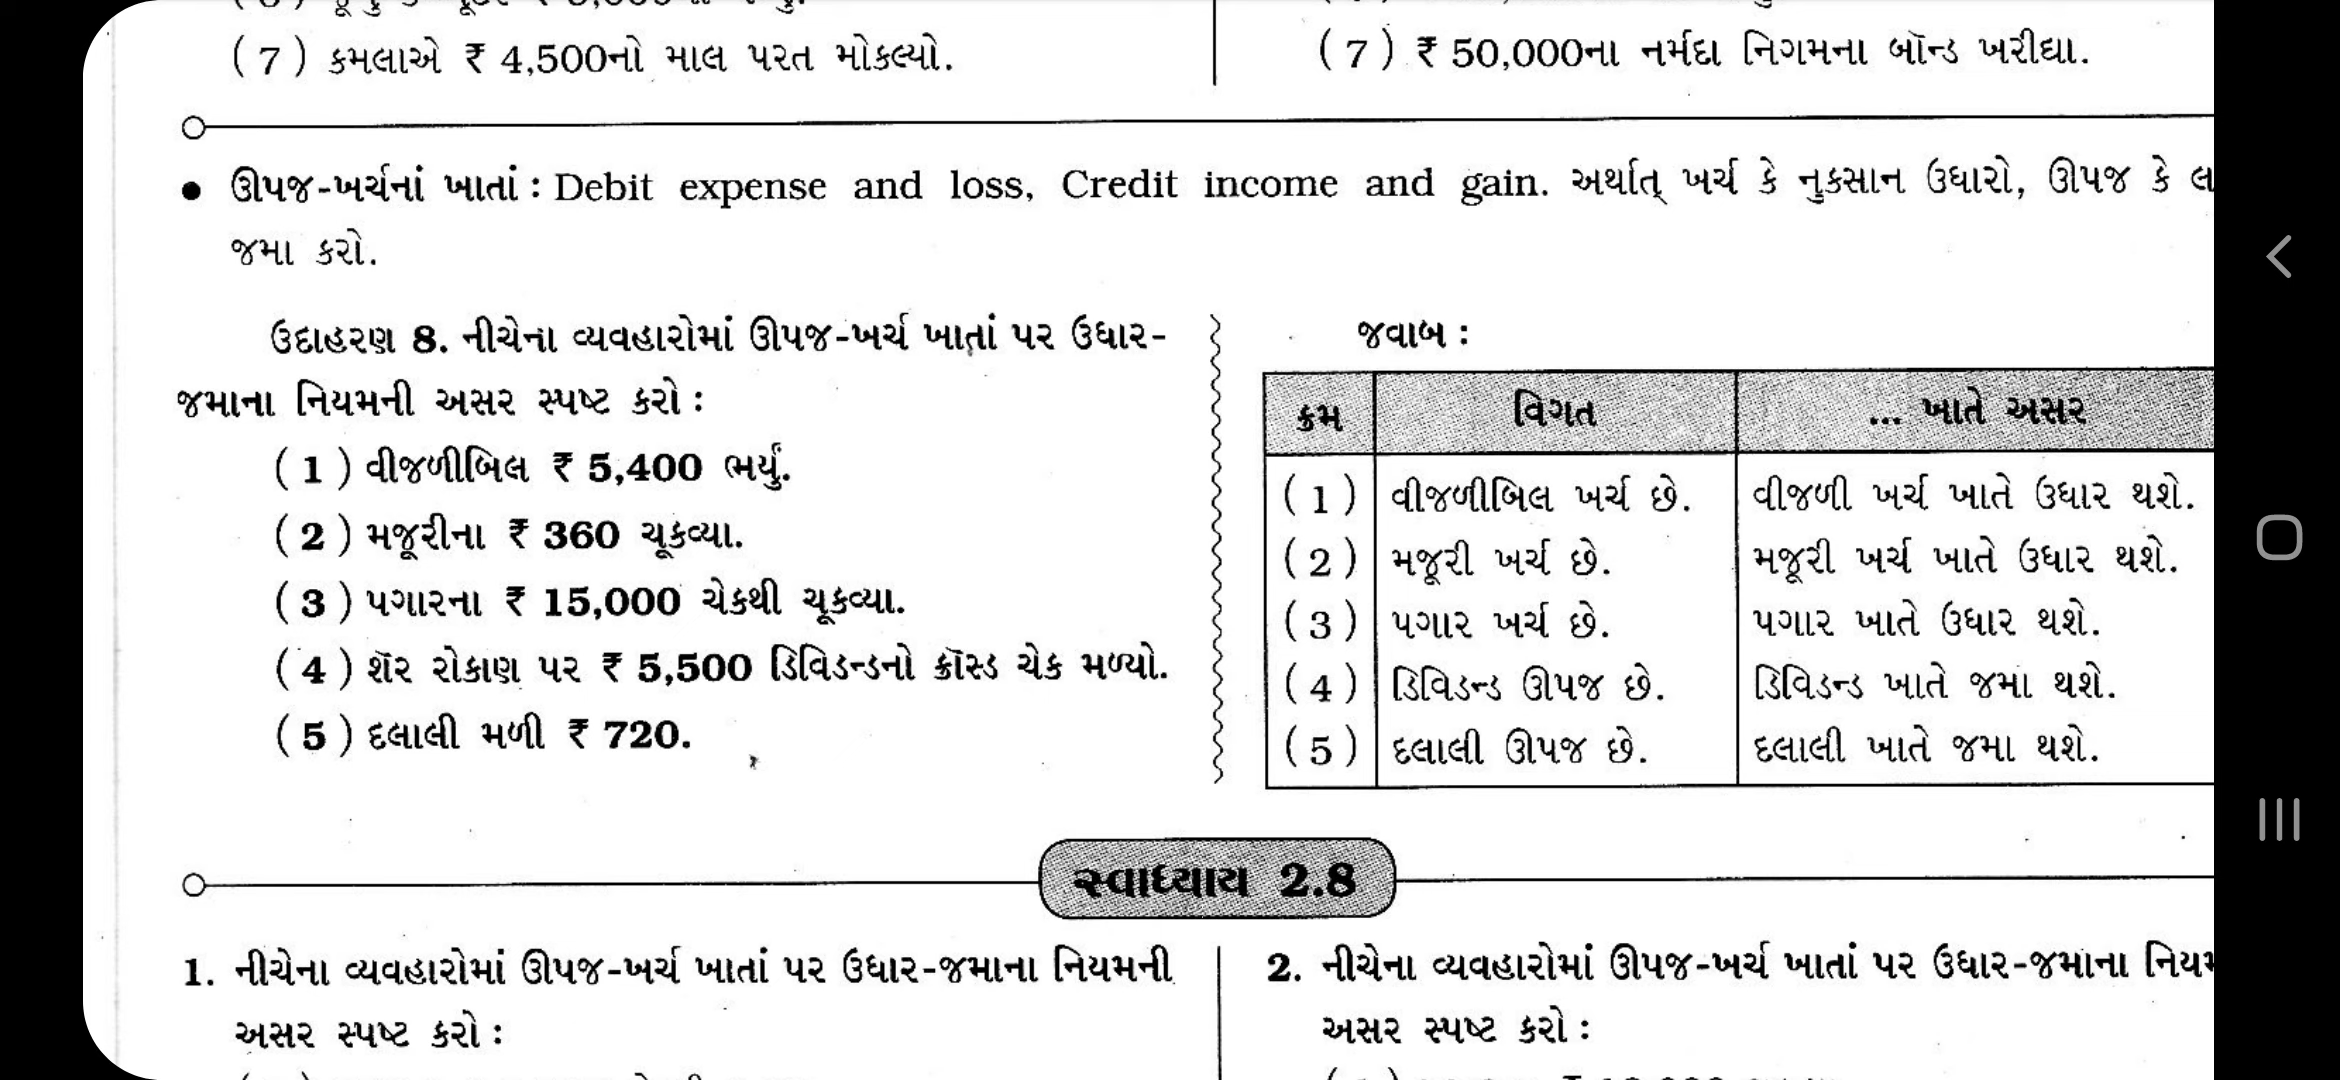 ( 7 ) કમલાએ ₹ 4,500નો માલ પરત મોકલ્યો.
( 7 ) ₹ 50,000ના નર્મદા નિગમના બૉન્ડ ખરીદ્યા.
• ઊપજ-ખર્ચનાં ખાતાં : Debit expense and loss, Credit income and gain. અર્થાત્ ખર્ચ કે નુકસાન ઉધારો, ઊપજ કે લ
જમા કરો.
ઉદાહરણ 8. નીચેના વ્યવહારોમાં ઊપજ-ખર્ચ ખાતાં પર ઉધાર-
જમાના નિયમની અસર સ્પષ્ટ કરો :
( 1 ) વીજળીબિલ ₹ 5,400 ભર્યું.
( 2 ) મજૂરીના ₹ 360 ચૂકવ્યા.
( 3 ) પગારના ₹ 15,000 ચેકથી ચૂકવ્યા.
( 4 ) શૅર રોકાણ પર ₹ 5,500 ડિવિડન્ડનો ક્રૉસ્ડ ચેક મળ્યો.
( 5 ) દલાલી મળી ₹ 720.
જવાબ :
ક્રમ વિગત ... ખાતે અસર
( 1 ) વીજળીબિલ ખર્ચ છે. વીજળી ખર્ચ ખાતે ઉધાર થશે.
( 2 ) મજૂરી ખર્ચ છે. મજૂરી ખર્ચ ખાતે ઉધાર થશે.
( 3 ) પગાર ખર્ચ છે. પગાર ખાતે ઉધાર થશે.
( 4 ) ડિવિડન્ડ ઊપજ છે. ડિવિડન્ડ ખાતે જમા થશે.
( 5 ) દલાલી ઊપજ છે. દલાલી ખાતે જમા થશે.
સ્વાધ્યાય 2.8
1. નીચેના વ્યવહારોમાં ઊપજ-ખર્ચ ખાતાં પર ઉધાર-જમાના નિયમની
અસર સ્પષ્ટ કરો :
2. નીચેના વ્યવહારોમાં ઊપજ-ખર્ચ ખાતાં પર ઉધાર-જમાના નિયમ
અસર સ્પષ્ટ કરો :